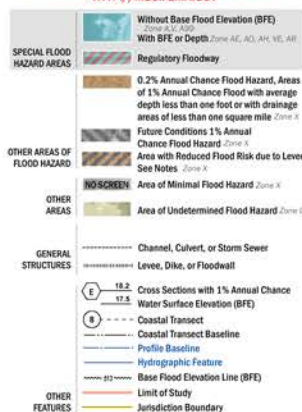 Without Base Flood Elevation (BFE)
Zone A,V, A99
With BFE or Depth Zone AE, AO, AH, VE, AR
SPECIAL FLOOD
HAZARD AREAS
Regulatory Floodway
0.2% Annual Chance Flood Hazard, Areas
of 1% Annual Chance Flood with average
depth less than one foot or with drainage
areas of less than one square mile Zone X
Future Conditions 1% Annual
Chance Flood Hazard Zone X
OTHER AREAS OF
FLOOD HAZARD
Area with Reduced Flood Risk due to Levee
See Notes Zone X
NO SCREEN Area of Minimal Flood Hazard Zone X
OTHER
AREAS
Area of Undetermined Flood Hazard Zone
GENERAL
STRUCTURES
Channel, Culvert, or Storm Sewer
Levee, Dike, or Floodwall
E 18.2 Cross Sections with 1% Annual Chance
17.5 Water Surface Elevation (BFE)
8 Coastal Transect
Coastal Transect Baseline
Profile Baseline
Hydrographic Feature
513 Base Flood Elevation Line (BFE)
OTHER
FEATURES
Limit of Study
Jurisdiction Boundary